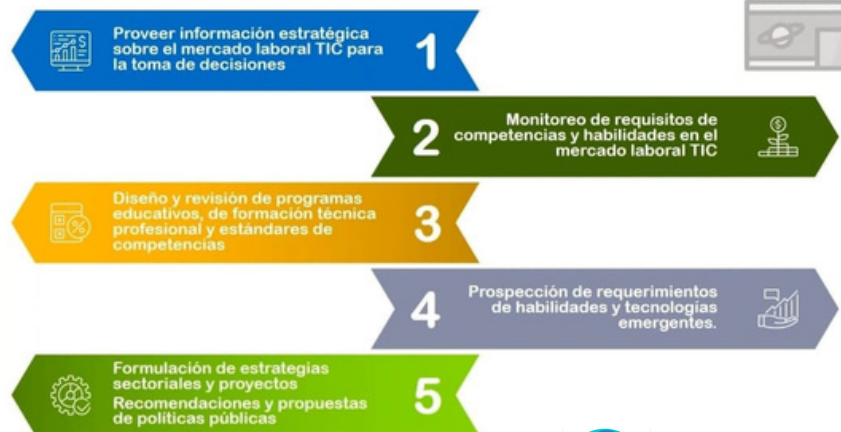 Proveer información estratégica
sobre el mercado laboral TIC para
la toma de decisiones
1
2
Monitoreo de requisitos de
competencias y habilidades en el
mercado laboral TIC
Diseño y revisión de programas
educativos, de formación técnica
profesional y estándares de
competencias
3
4
Prospección de requerimientos
de habilidades y tecnologías
emergentes.
Formulación de estrategias
sectoriales y proyectos
Recomendaciones y propuestas
de políticas públicas
5